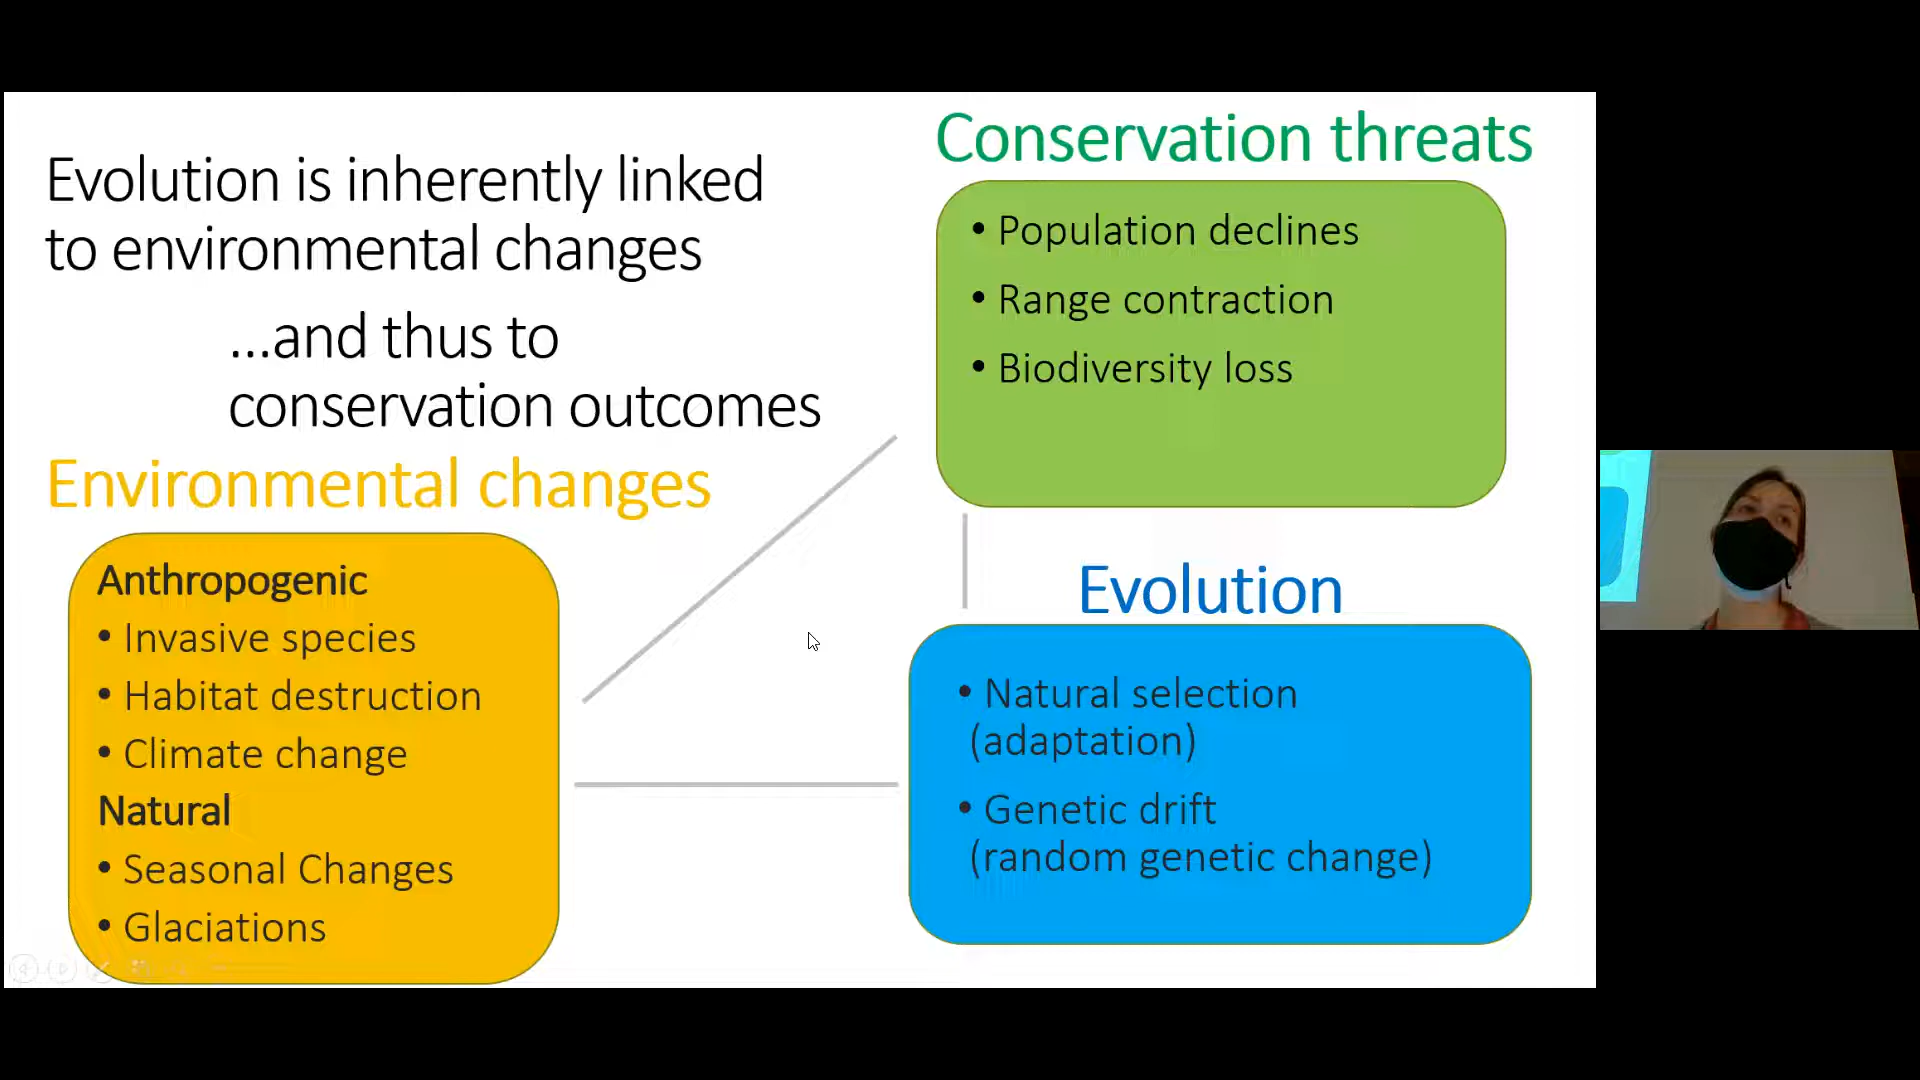 Evolution is inherently linked
to environmental changes
...and thus to
conservation outcomes
Environmental changes
Anthropogenic
• Invasive species
• Habitat destruction
• Climate change
Natural
• Seasonal Changes
• Glaciations
Conservation threats
• Population declines
• Range contraction
• Biodiversity loss
Evolution
• Natural selection
(adaptation)
• Genetic drift
(random genetic change)